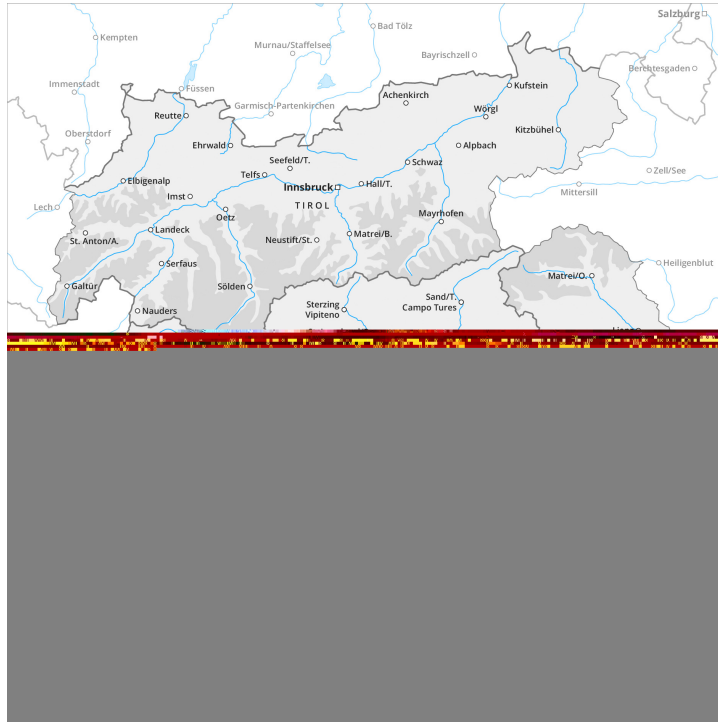 Salzburg
Bad Tölz
Kempten
Murnau/Staffelsee
Bayrischzell
Berchtesgaden
Immenstadt
Füssen
Kufstein
Achenkirch
Garmisch-Partenkirchen
Wörgl
Reutte
Oberstdorf
Kitzbühel
Ehrwald
Alpbach
Seefeld/T.
Schwaz
Telfs
Zell/See
Elbigenalp
Innsbruck
Hall/T.
Mittersill
Imst
Lech
TIROL
Oetz
Mayrhofen
Landeck
Matrei/B.
St. Anton/A.
Neustift/St.
Serfaus
Heiligenblut
Matrei/O.
Galtür
Sölden
Sterzing
Vipiteno
Sand/T.
Campo Tures
Nauders